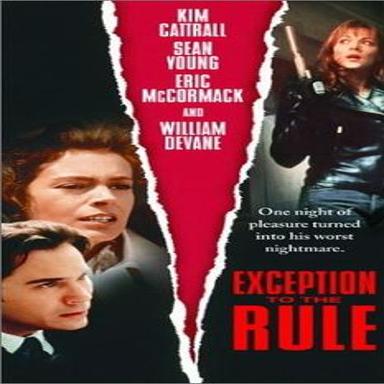 KIM
CATTRALL
SEAN
YOUNG
ERIC
McCORMACK
AND
WILLIAM
DEVANE
One night of
pleasure turned
into his worst
nightmare.
EXCEPTION
TO THE
RULE